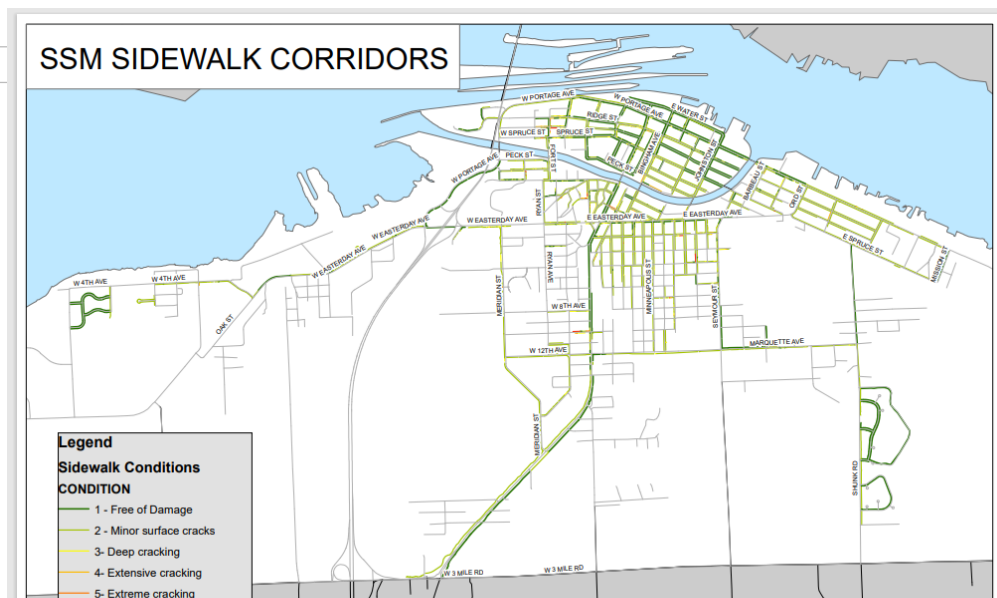 SSM SIDEWALK CORRIDORS
W PORTAGE AVE
W PORTAGE AVE
E WATER ST
RIDGE ST
W SPRUCE ST
SPRUCE ST
FORT ST
PECK ST
PECK ST
BINGHAM AVE
JOHNSTON ST
W PORTAGE AVE
BARBEAU ST
ORD ST
RYAN ST
W EASTERDAY AVE
W EASTERDAY AVE
E EASTERDAY AVE
E EASTERDAY AVE
E SPRUCE ST
MISSION ST
W EASTERDAY AVE
RYAN AVE
W 4TH AVE
W 4TH AVE
MERIDIAN ST
MINNEAPOLIS ST
SEYMOUR ST
OAK ST
W 8TH AVE
W 12TH AVE
MARQUETTE AVE
MERIDIAN ST
SHUNK RD
W 3 MILE RD
W 3 MILE RD
Legend
Sidewalk Conditions
CONDITION
1 - Free of Damage
2 - Minor surface cracks
3- Deep cracking
4- Extensive cracking
5- Extreme cracking